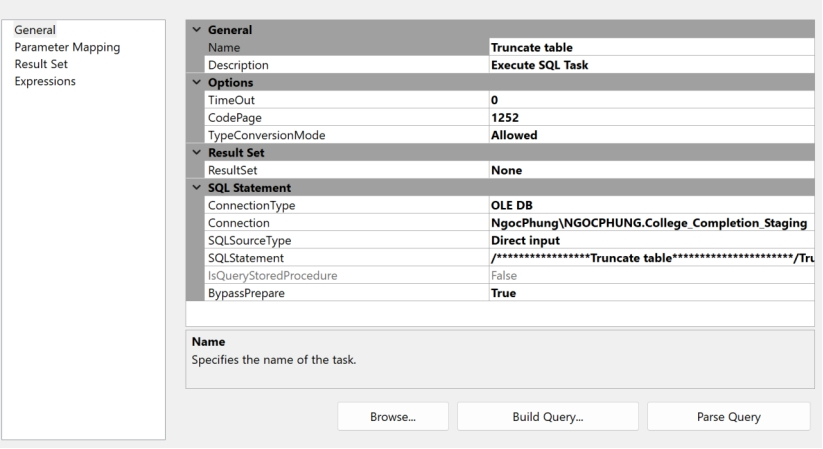 General
Parameter Mapping
Result Set
Expressions
General
Name Truncate table
Description Execute SQL Task
Options
TimeOut 0
CodePage 1252
TypeConversionMode Allowed
Result Set
ResultSet None
SQL Statement
ConnectionType OLE DB
Connection NgocPhung\NGOCPHUNG.College_Completion_Staging
SQLSourceType Direct input
SQLStatement /*****************Truncate table**********************/Tru
IsQueryStoredProcedure False
BypassPrepare True
Name
Specifies the name of the task.
Browse... Build Query... Parse Query